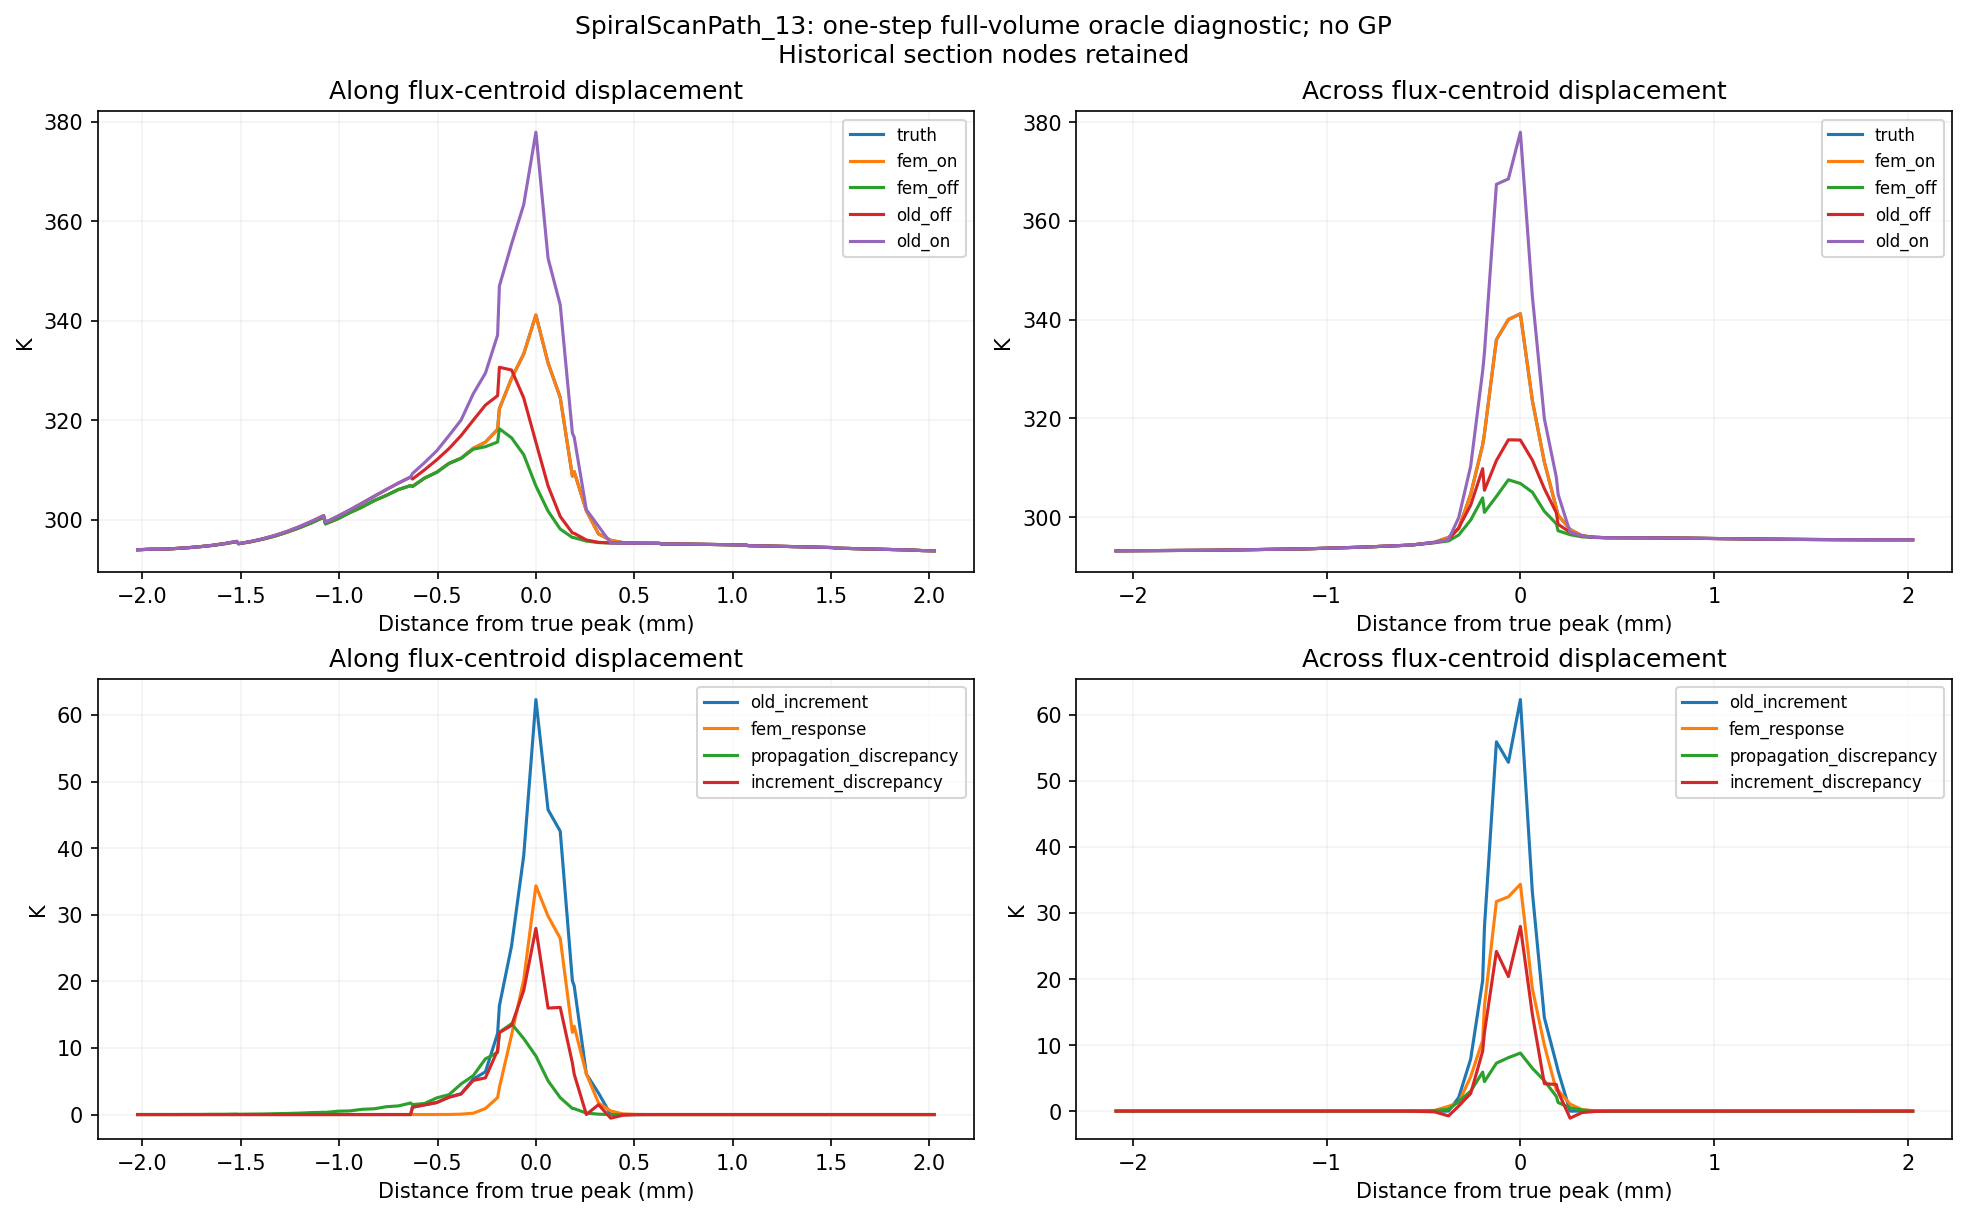 SpiralScanPath_13: one-step full-volume oracle diagnostic; no GP
Historical section nodes retained
Along flux-centroid displacement
380
360
340
320
300
K
truth
fem_on
fem_off
old_off
old_on
−2.0 −1.5 −1.0 −0.5 0.0 0.5 1.0 1.5 2.0
Distance from true peak (mm)
Across flux-centroid displacement
380
360
340
320
300
K
truth
fem_on
fem_off
old_off
old_on
−2 −1 0 1 2
Distance from true peak (mm)
Along flux-centroid displacement
60
50
40
30
20
10
0
K
old_increment
fem_response
propagation_discrepancy
increment_discrepancy
−2.0 −1.5 −1.0 −0.5 0.0 0.5 1.0 1.5 2.0
Distance from true peak (mm)
Across flux-centroid displacement
60
50
40
30
20
10
0
K
old_increment
fem_response
propagation_discrepancy
increment_discrepancy
−2 −1 0 1 2
Distance from true peak (mm)